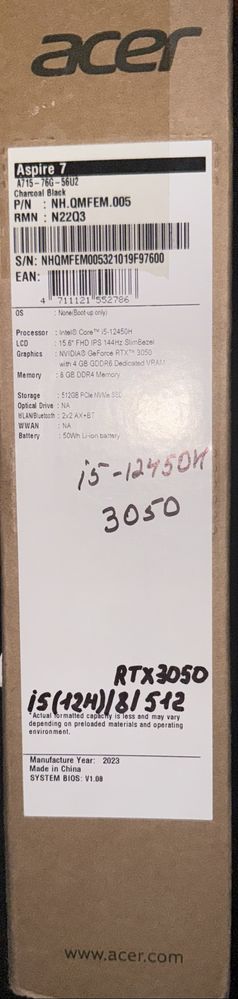 acer
Aspire 7
A715-76G-56U2
Charcoal Black
P/N : NH.QMFEM.005
RMN : N22Q3
S/N: NHQMFEM005321019F97600
EAN:
4 711121 552786
OS : None(Boot-up only)
Processor : Intel® Core™ i5-12450H
LCD : 15.6" FHD IPS 144Hz SlimBezel
Graphics : NVIDIA® GeForce RTX™ 3050
with 4 GB GDDR6 Dedicated VRAM
Memory : 8 GB DDR4 Memory
Storage : 512GB PCIe NVMe SSD
Optical Drive : NA
WLAN/Bluetooth : 2x2 AX+BT
WWAN : NA
Battery : 50Wh Li-ion battery
i5-12450H
3050
RTX3050
i5(12H)/8/512
*Actual formatted capacity is less and may vary
depending on preloaded materials and operating
environment.
Manufacture Year: 2023
Made in China
SYSTEM BIOS: V1.08
www.acer.com